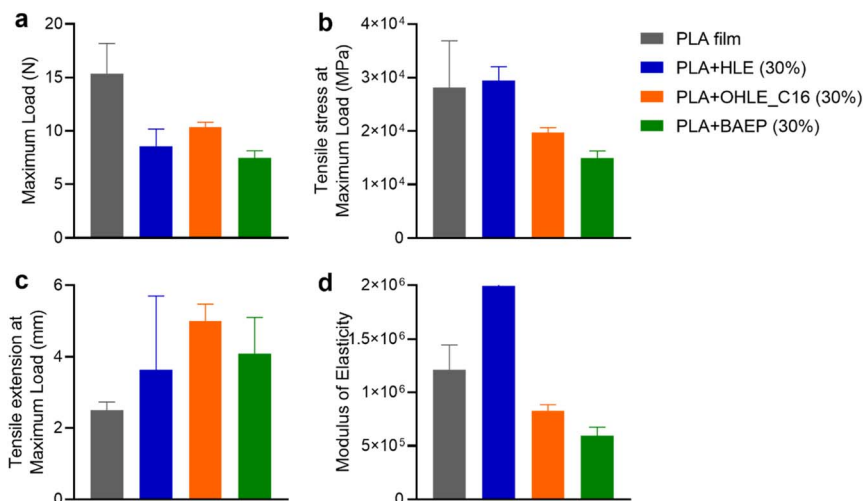 a
20
15
10
5
0
Maximum Load (N)
b
4×10⁴
3×10⁴
2×10⁴
1×10⁴
0
Tensile stress at
Maximum Load (MPa)
PLA film
PLA+HLE (30%)
PLA+OHLE_C16 (30%)
PLA+BAEP (30%)
c
6
4
2
0
Tensile extension at
Maximum Load (mm)
d
2×10⁶
1.5×10⁶
1×10⁶
5×10⁵
0
Modulus of Elasticity